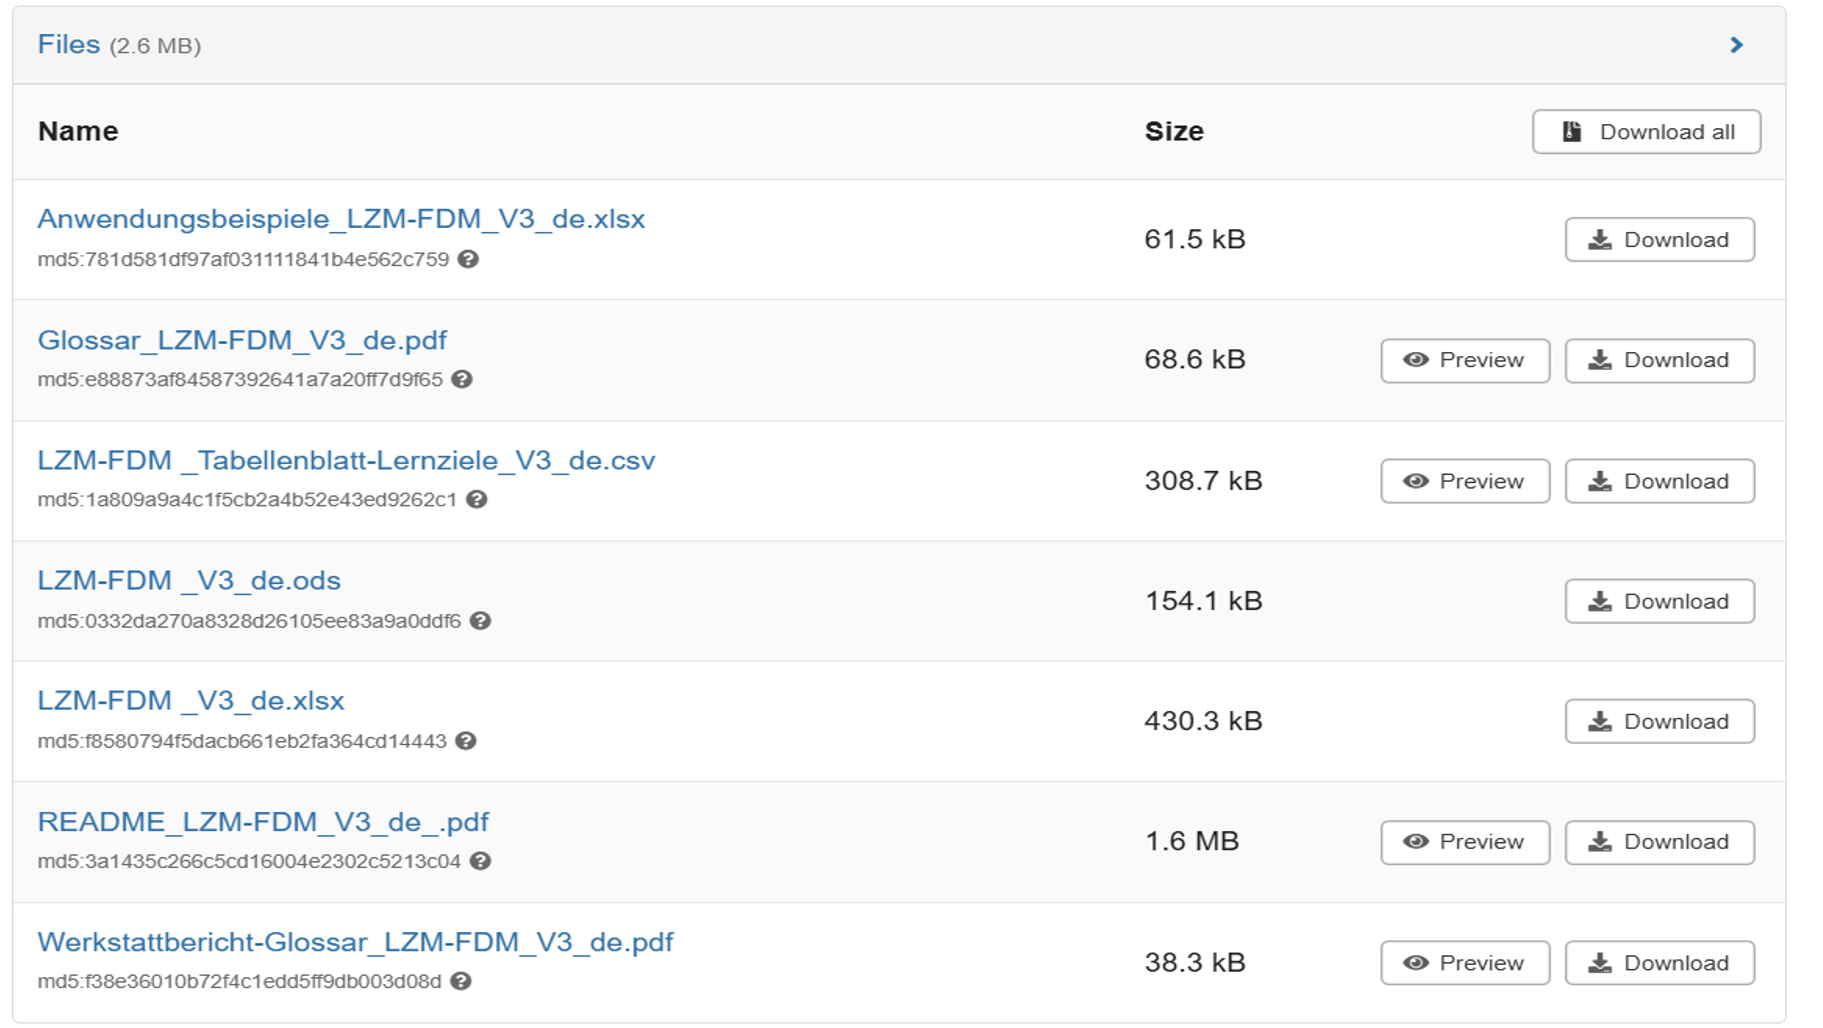 Files (2.6 MB)
Name Size Download all
Anwendungsbeispiele_LZM-FDM_V3_de.xlsx
md5:781d581df97af031111841b4e562c759
61.5 kB Download
Glossar_LZM-FDM_V3_de.pdf
md5:e88873af84587392641a7a20ff7d9f65
68.6 kB Preview Download
LZM-FDM _Tabellenblatt-Lernziele_V3_de.csv
md5:1a809a9a4c1f5cb2a4b52e43ed9262c1
308.7 kB Preview Download
LZM-FDM _V3_de.ods
md5:0332da270a8328d26105ee83a9a0ddf6
154.1 kB Download
LZM-FDM _V3_de.xlsx
md5:f8580794f5dacb661eb2fa364cd14443
430.3 kB Download
README_LZM-FDM_V3_de_.pdf
md5:3a1435c266c5cd16004e2302c5213c04
1.6 MB Preview Download
Werkstattbericht-Glossar_LZM-FDM_V3_de.pdf
md5:f38e36010b72f4c1edd5ff9db003d08d
38.3 kB Preview Download